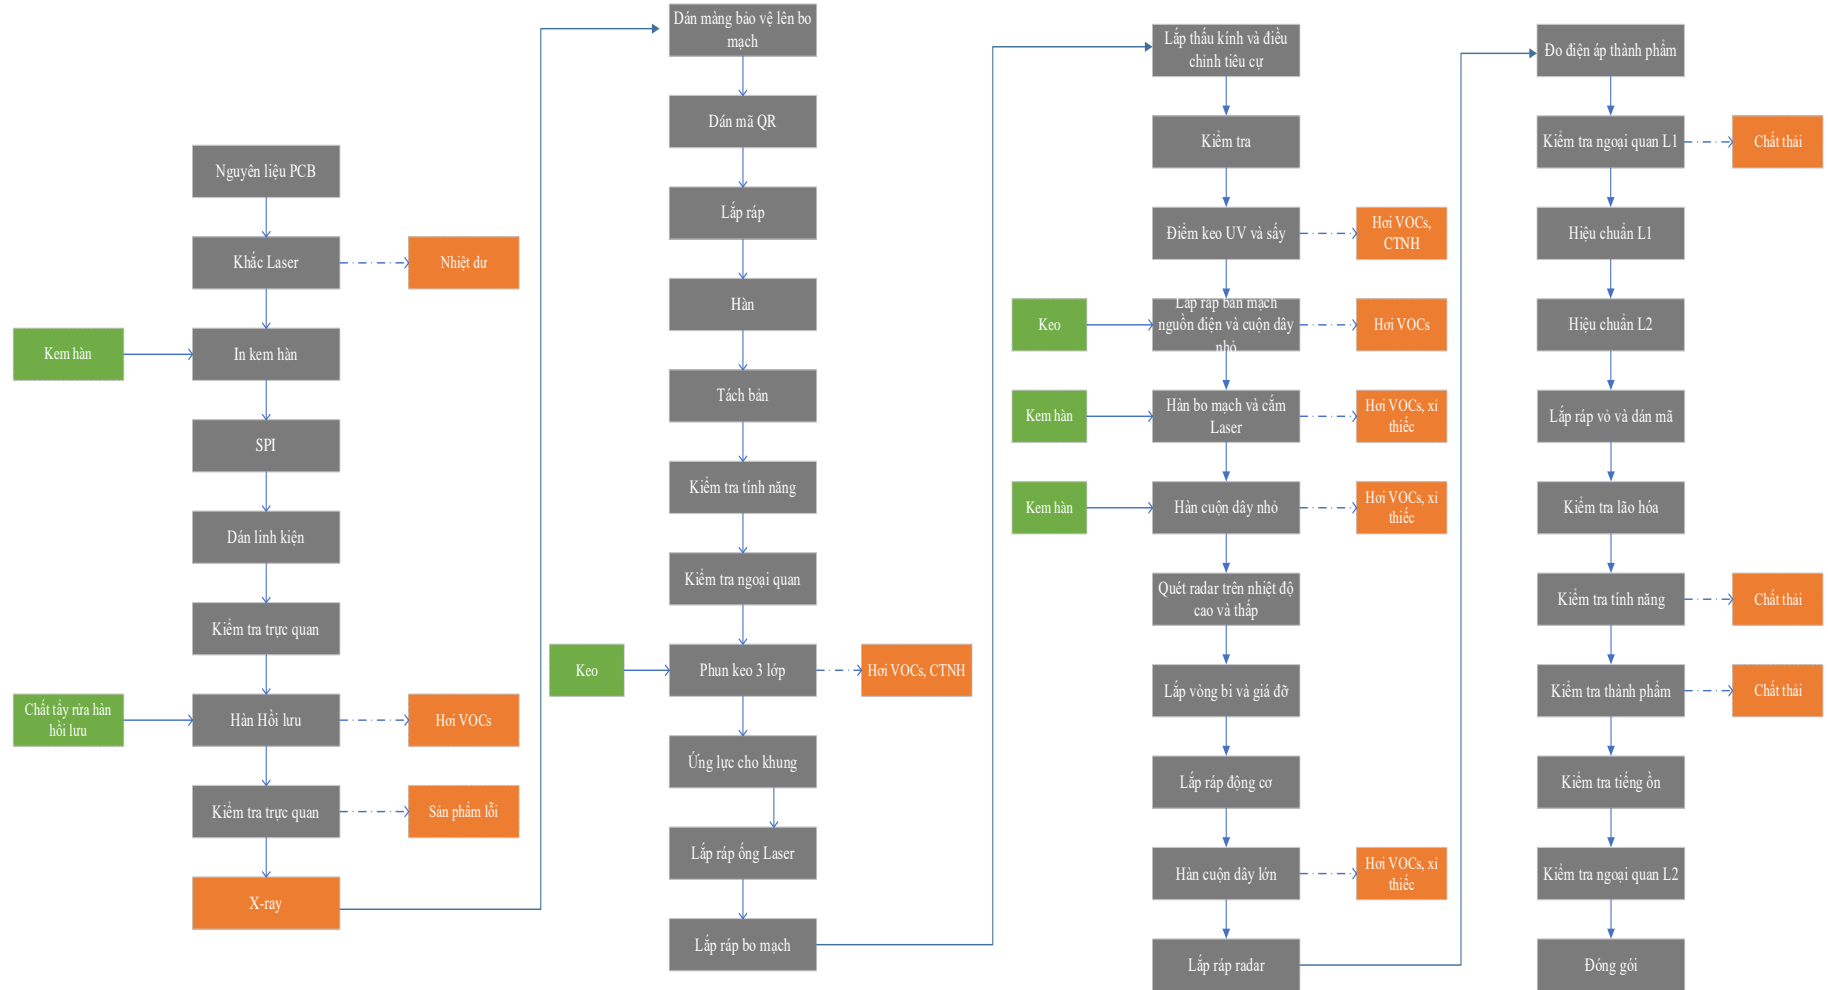 Nguyên liệu PCB
Khắc Laser
Nhiệt dư
Kem hàn
In kem hàn
SPI
Dán linh kiện
Kiểm tra trực quan
Chất tẩy rửa hàn
hồi lưu
Hàn Hồi lưu
Hơi VOCs
Kiểm tra trực quan
Sản phẩm lỗi
X-ray
Dán màng bảo vệ lên bo
mạch
Dán mã QR
Lắp ráp
Hàn
Tách bản
Kiểm tra tính năng
Kiểm tra ngoại quan
Keo
Phun keo 3 lớp
Hơi VOCs, CTNH
Ứng lực cho khung
Lắp ráp ống Laser
Lắp ráp bo mạch
Lắp thấu kính và điều
chỉnh tiêu cự
Kiểm tra
Điểm keo UV và sấy
Hơi VOCs,
CTNH
Keo
Lắp ráp bản mạch
nguồn điện và cuộn dây
nhỏ
Hơi VOCs
Kem hàn
Hàn bo mạch và cắm
Laser
Hơi VOCs, xỉ
thiếc
Kem hàn
Hàn cuộn dây nhỏ
Hơi VOCs, xỉ
thiếc
Quét radar trên nhiệt độ
cao và thấp
Lắp vòng bi và giá đỡ
Lắp ráp động cơ
Hàn cuộn dây lớn
Hơi VOCs, xỉ
thiếc
Lắp ráp radar
Đo điện áp thành phẩm
Kiểm tra ngoại quan L1
Chất thải
Hiệu chuẩn L1
Hiệu chuẩn L2
Lắp ráp vỏ và dán mã
Kiểm tra lão hóa
Kiểm tra tính năng
Chất thải
Kiểm tra thành phẩm
Chất thải
Kiểm tra tiếng ồn
Kiểm tra ngoại quan L2
Đóng gói